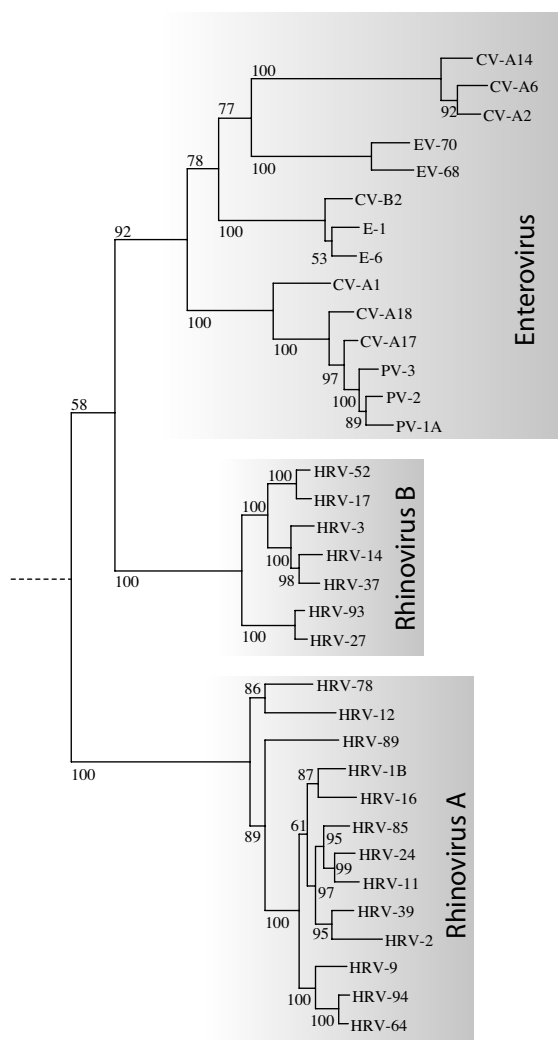 100
CV-A14
CV-A6
92
CV-A2
77
EV-70
100
EV-68
78
CV-B2
E-1
100
53
E-6
92
CV-A1
CV-A18
100
CV-A17
100
97
PV-3
PV-2
100
89
PV-1A
Enterovirus
58
100
HRV-52
HRV-17
100
HRV-3
HRV-14
100
98
HRV-37
100
HRV-93
100
HRV-27
Rhinovirus B
86
HRV-78
HRV-12
HRV-89
100
87
HRV-1B
HRV-16
61
HRV-85
95
89
HRV-24
99
HRV-11
97
HRV-39
100
95
HRV-2
HRV-9
100
HRV-94
100
HRV-64
Rhinovirus A